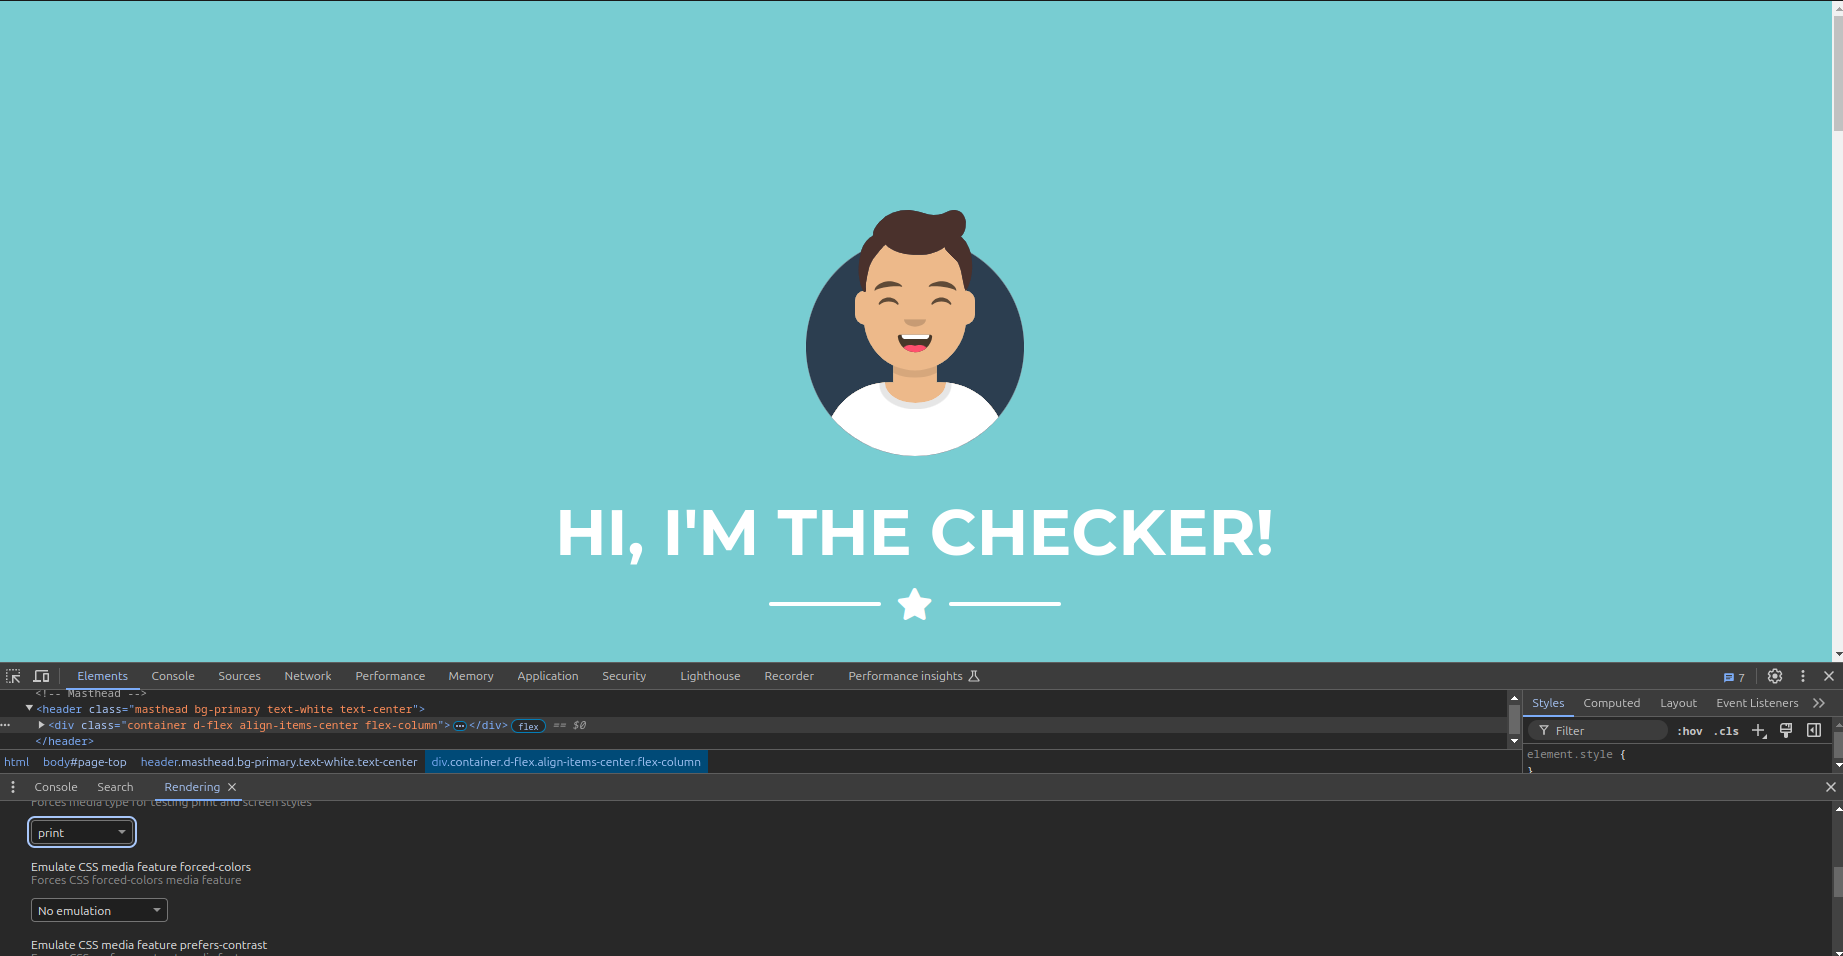 HI, I'M THE CHECKER!
Elements Console Sources Network Performance Memory Application Security Lighthouse Recorder Performance insights 7
<!-- Masthead -->
<header class="masthead bg-primary text-white text-center">
<div class="container d-flex align-items-center flex-column"> ⋯ </div> flex == $0
</header>
html body#page-top header.masthead.bg-primary.text-white.text-center div.container.d-flex.align-items-center.flex-column
Styles Computed Layout Event Listeners
Filter :hov .cls
element.style {
}
Console Search Rendering
Forces media type for testing print and screen styles
print
Emulate CSS media feature forced-colors
Forces CSS forced-colors media feature
No emulation
Emulate CSS media feature prefers-contrast